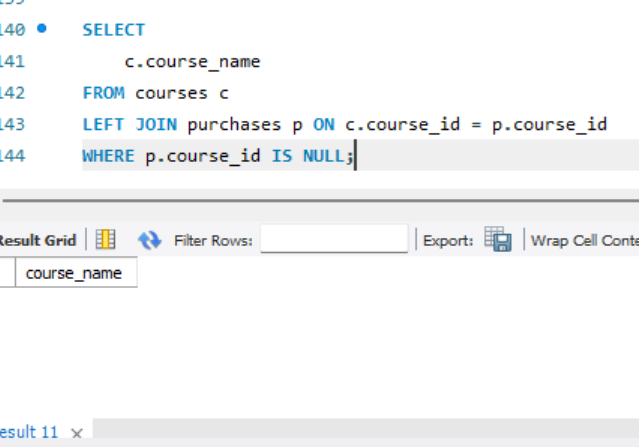 140 SELECT
141 c.course_name
142 FROM courses c
143 LEFT JOIN purchases p ON c.course_id = p.course_id
144 WHERE p.course_id IS NULL;
Result Grid Filter Rows: Export: Wrap Cell Conte
course_name
esult 11 ×